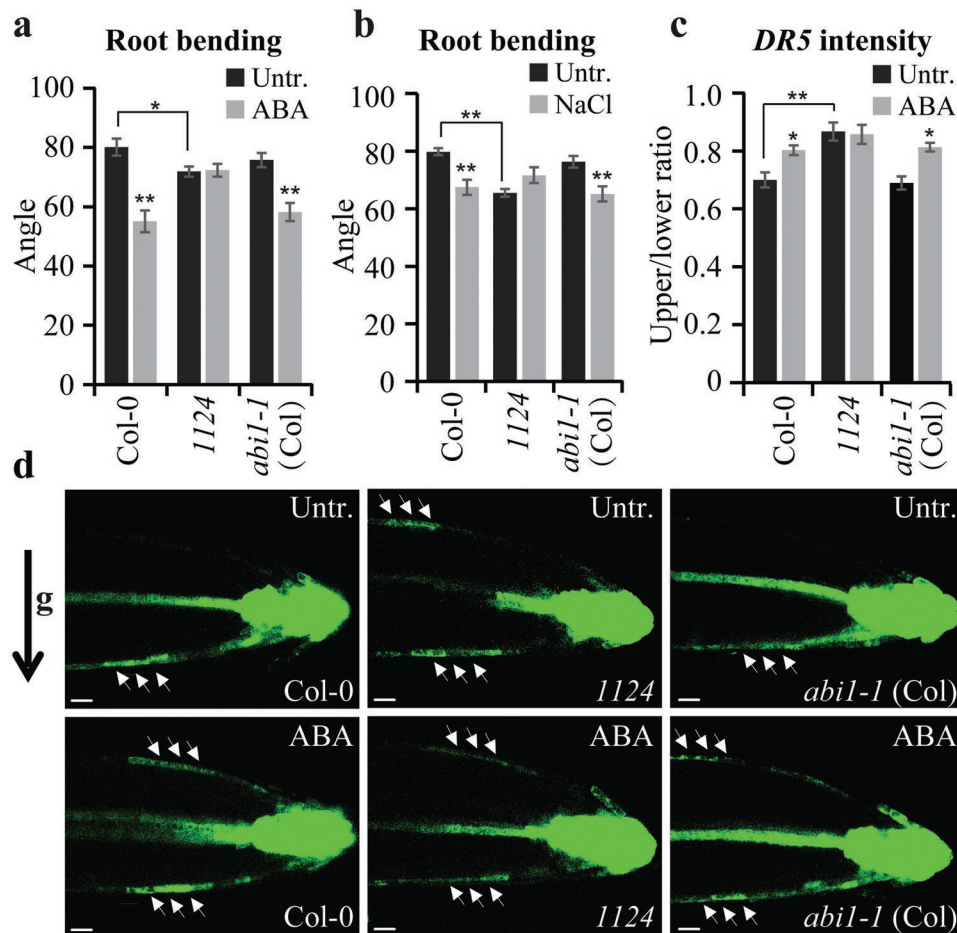 a
Root bending
Untr.
ABA
Angle
100
80
60
40
20
0
*
**
**
Col-0
1124
abi1-1
(Col)
b
Root bending
Untr.
NaCl
Angle
100
80
60
40
20
0
**
**
**
Col-0
1124
abi1-1
(Col)
c
DR5 intensity
Untr.
ABA
Upper/lower ratio
1.0
0.8
0.6
0.4
0.2
0
**
*
*
Col-0
1124
abi1-1
(Col)
d
g
Untr.
Col-0
Untr.
1124
Untr.
abi1-1 (Col)
ABA
Col-0
ABA
1124
ABA
abi1-1 (Col)